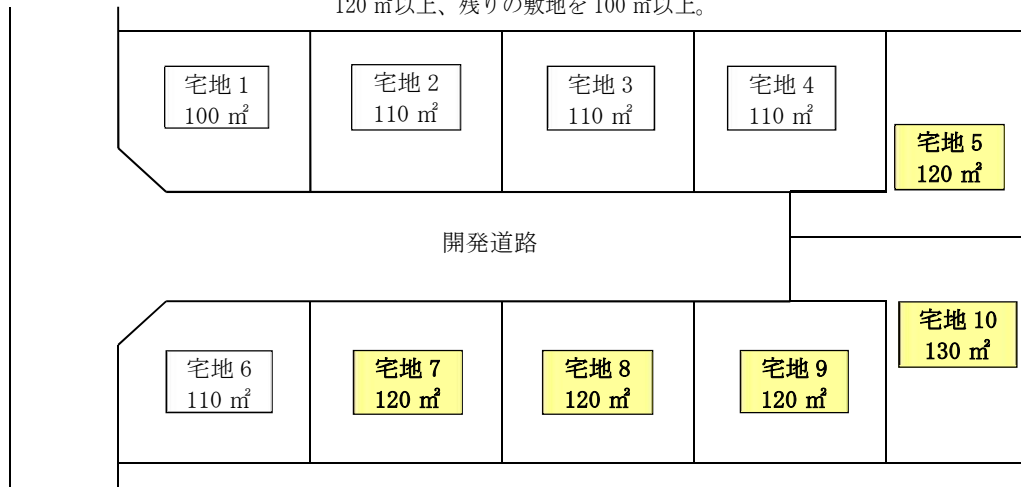 120 ㎡以上、残りの敷地を 100 ㎡以上。
宅地 1
100 ㎡
宅地 2
110 ㎡
宅地 3
110 ㎡
宅地 4
110 ㎡
宅地 5
120 ㎡
開発道路
宅地 6
110 ㎡
宅地 7
120 ㎡
宅地 8
120 ㎡
宅地 9
120 ㎡
宅地 10
130 ㎡